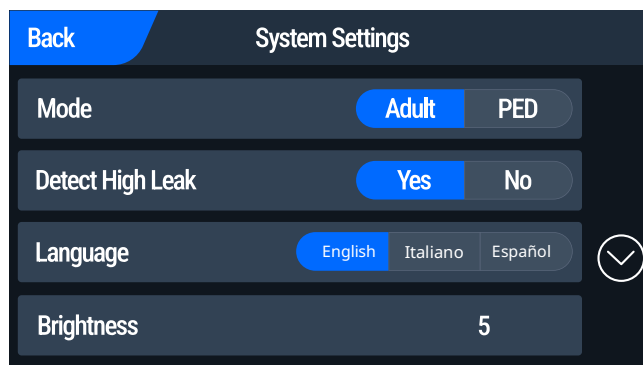 Back System Settings
Mode Adult PED
Detect High Leak Yes No
Language English Italiano Español
Brightness 5